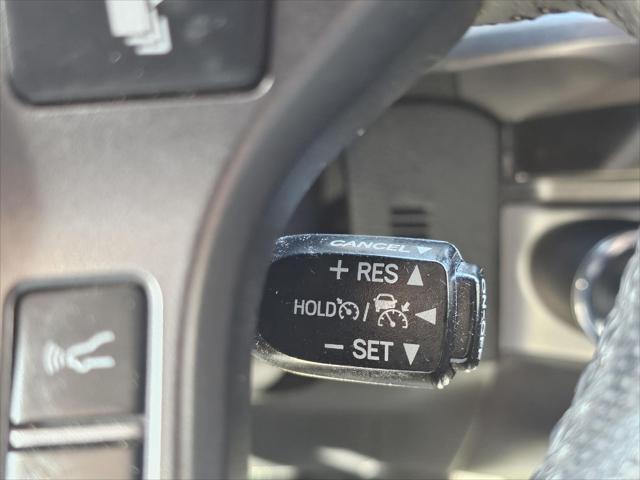 CANCEL
+ RES
HOLD /
− SET